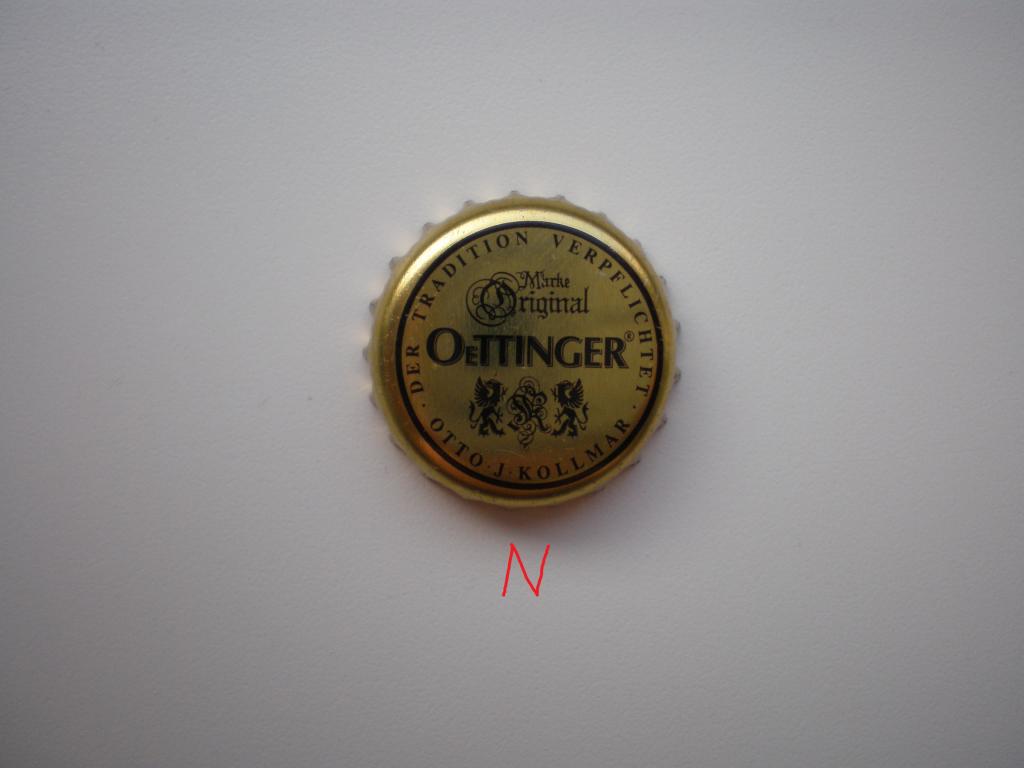 DER TRADITION VERPFLICHTET
Marke
Original
OeTTINGER®
· OTTO · J · KOLLMAR ·
N